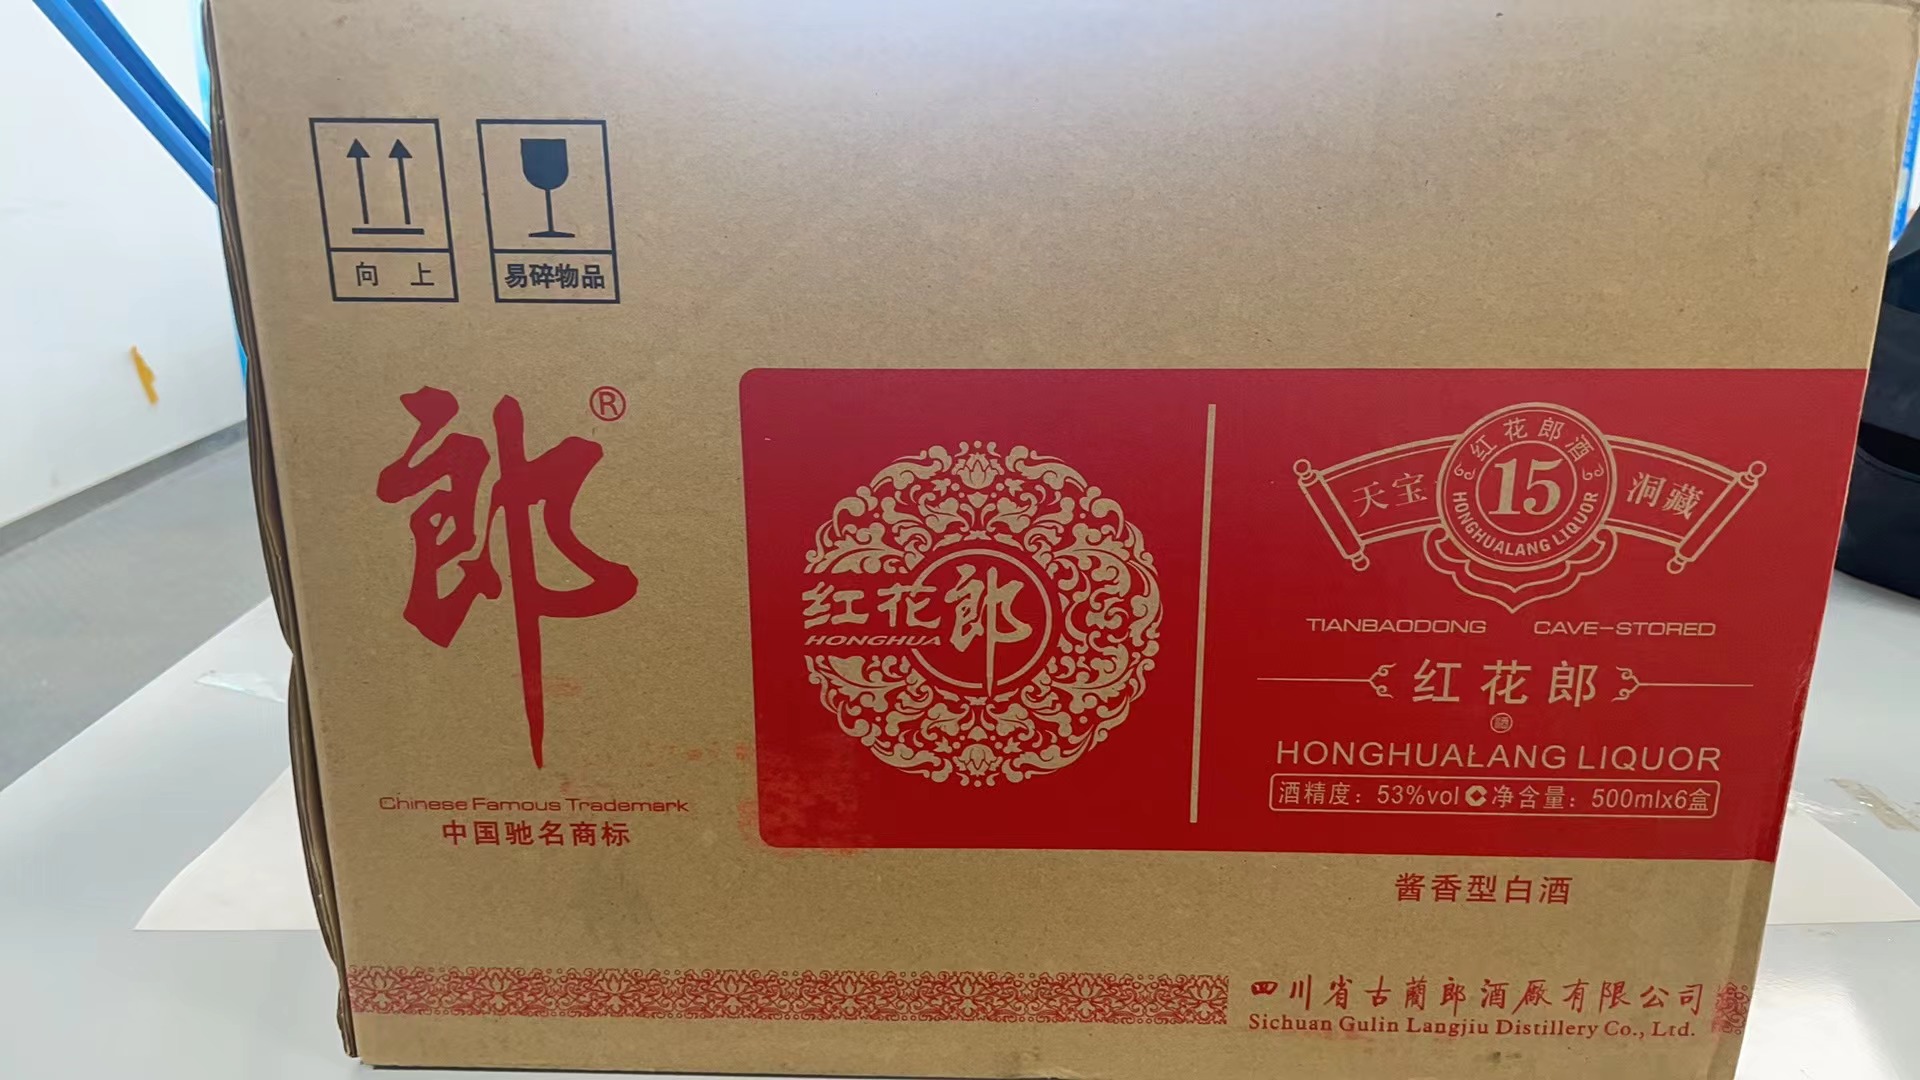 向 上
易碎物品
郎®
Chinese Famous Trademark
中国驰名商标
红花郎
HONGHUA
红花郎酒
天宝 15 洞藏
HONGHUALANG LIQUOR
TIANBAODONG CAVE-STORED
红花郎
酒
HONGHUALANG LIQUOR
酒精度：53%vol 净含量：500mlx6盒
酱香型白酒
四川省古蔺郎酒厰有限公司
Sichuan Gulin Langjiu Distillery Co., Ltd.